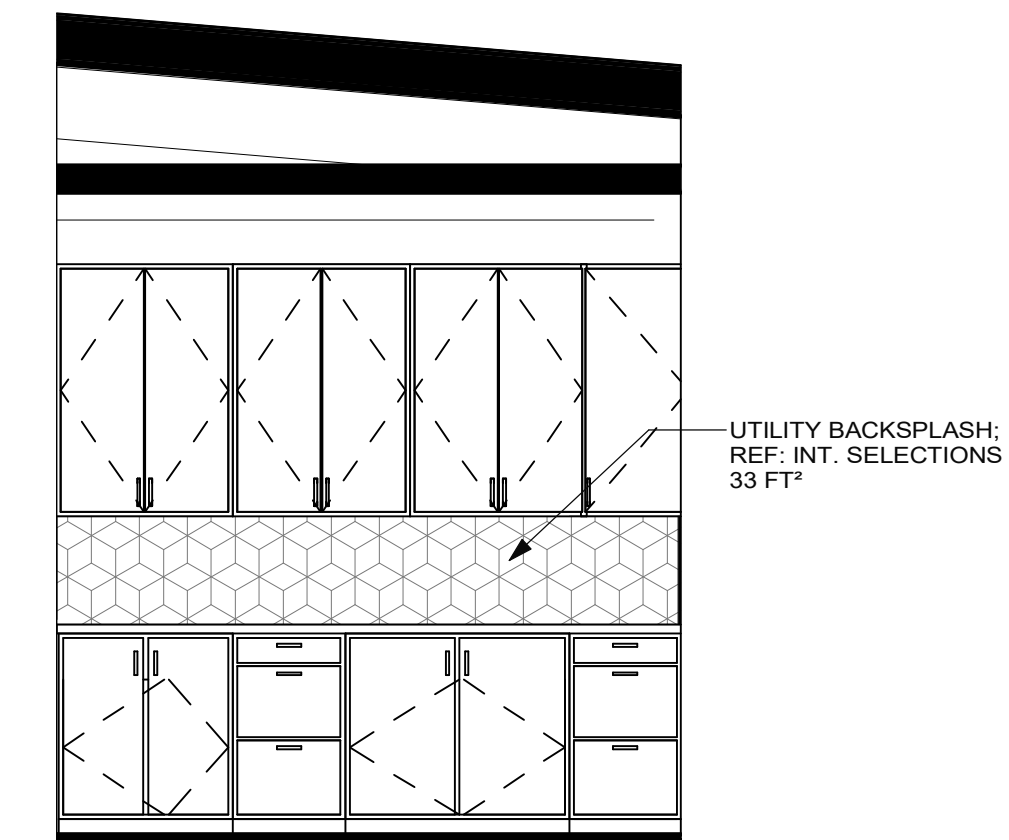 UTILITY BACKSPLASH;
REF: INT. SELECTIONS
33 FT²